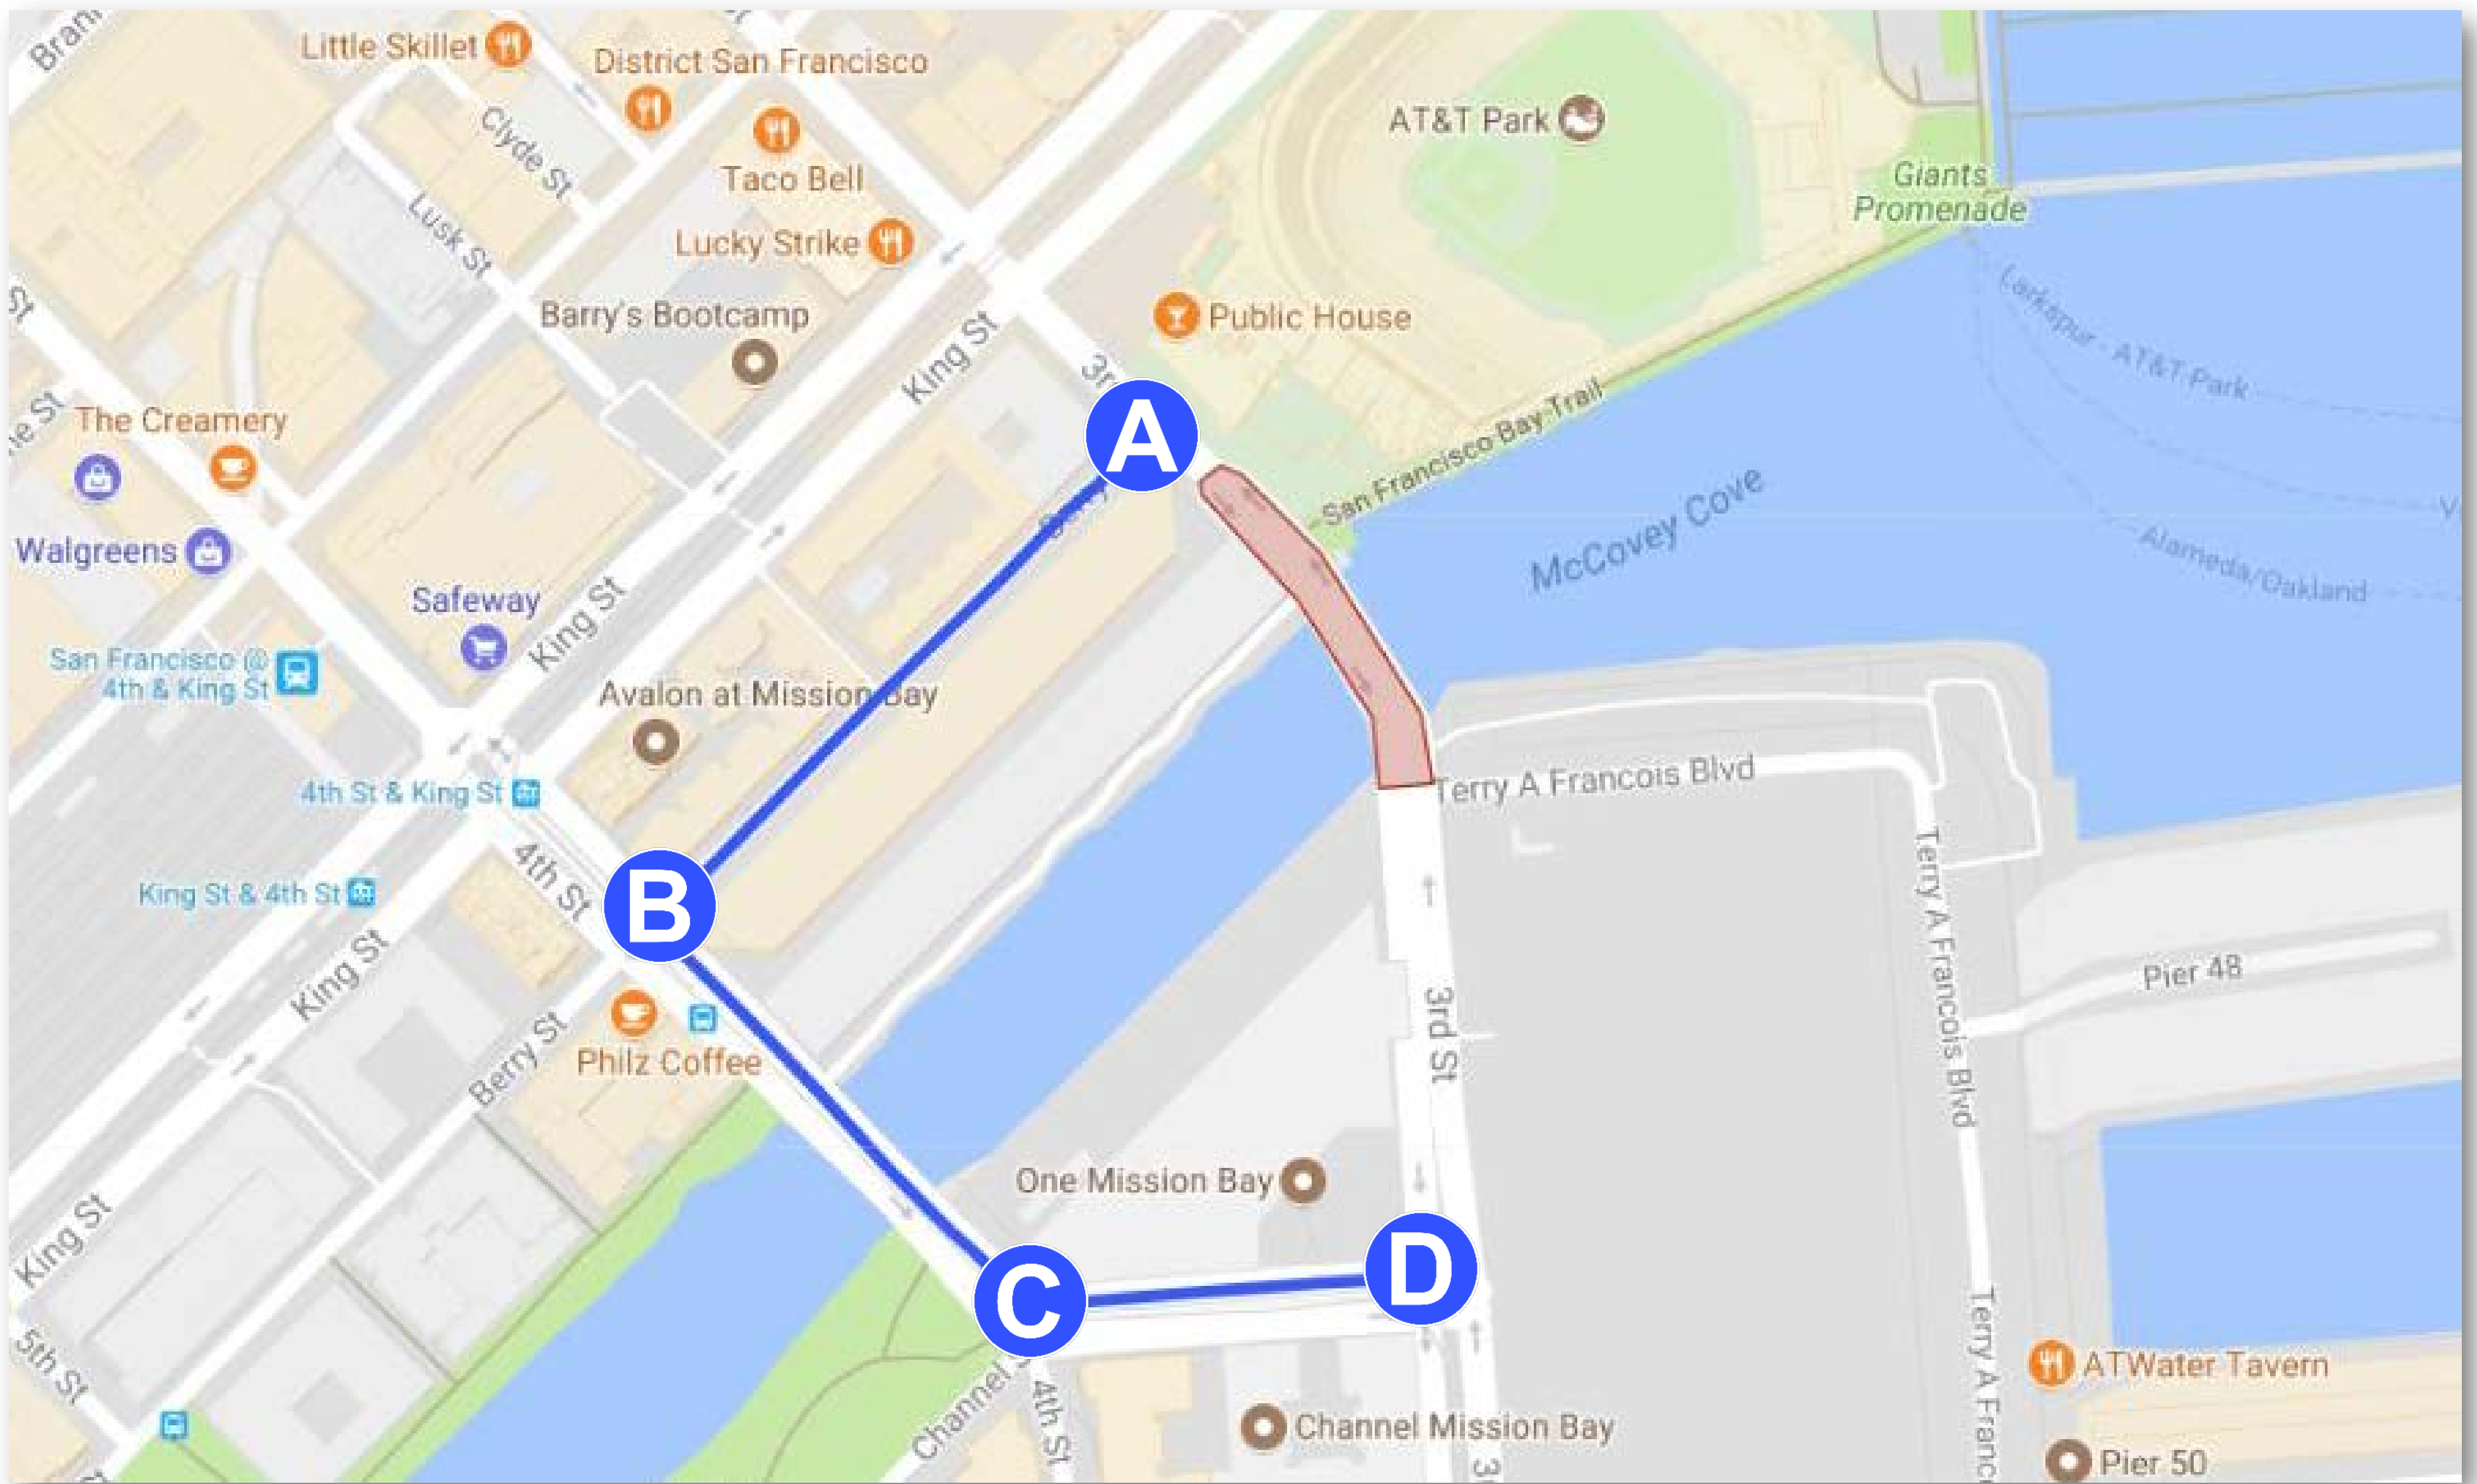 Little Skillet
District San Francisco
Clyde St
Taco Bell
Lusk St
Lucky Strike
Barry's Bootcamp
King St
AT&T Park
Giants
Promenade
Public House
St
The Creamery
Walgreens
Safeway
San Francisco @
4th & King St
King St
A
San Francisco Bay Trail
McCovey Cove
Larkspur - AT&T Park
Alameda/Oakland
Avalon at Mission Bay
4th St & King St
4th St
King St & 4th St
King St
B
Terry A Francois Blvd
Terry A Francois Blvd
Pier 48
3rd St
Berry St
Philz Coffee
One Mission Bay
King St
C
D
5th St
Channel
4th St
Channel Mission Bay
Terry A Franc
ATWater Tavern
Pier 50